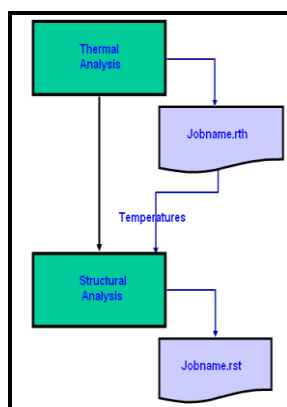 Thermal
Analysis
Jobname.rth
Temperatures
Structural
Analysis
Jobname.rst